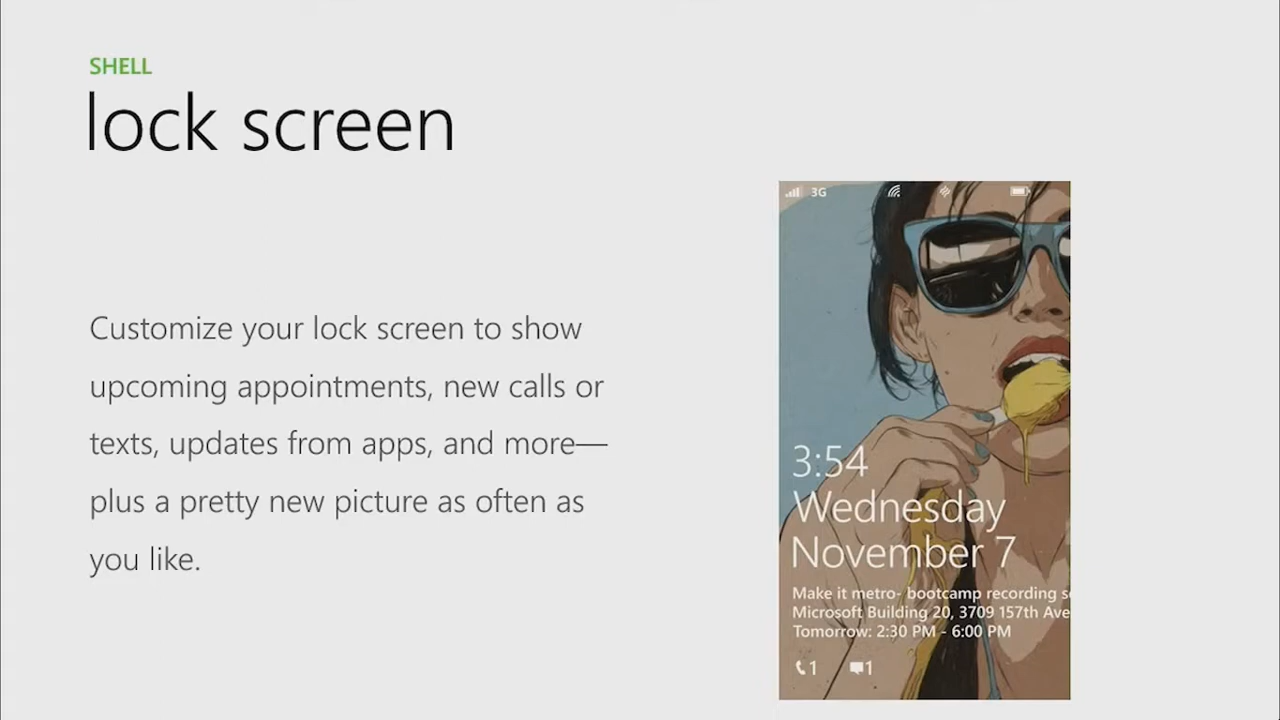 SHELL
lock screen
Customize your lock screen to show
upcoming appointments, new calls or
texts, updates from apps, and more—
plus a pretty new picture as often as
you like.
3G
3:54
Wednesday
November 7
Make it metro- bootcamp recording
Microsoft Building 20, 3709 157th Ave
Tomorrow: 2:30 PM - 6:00 PM
1 1